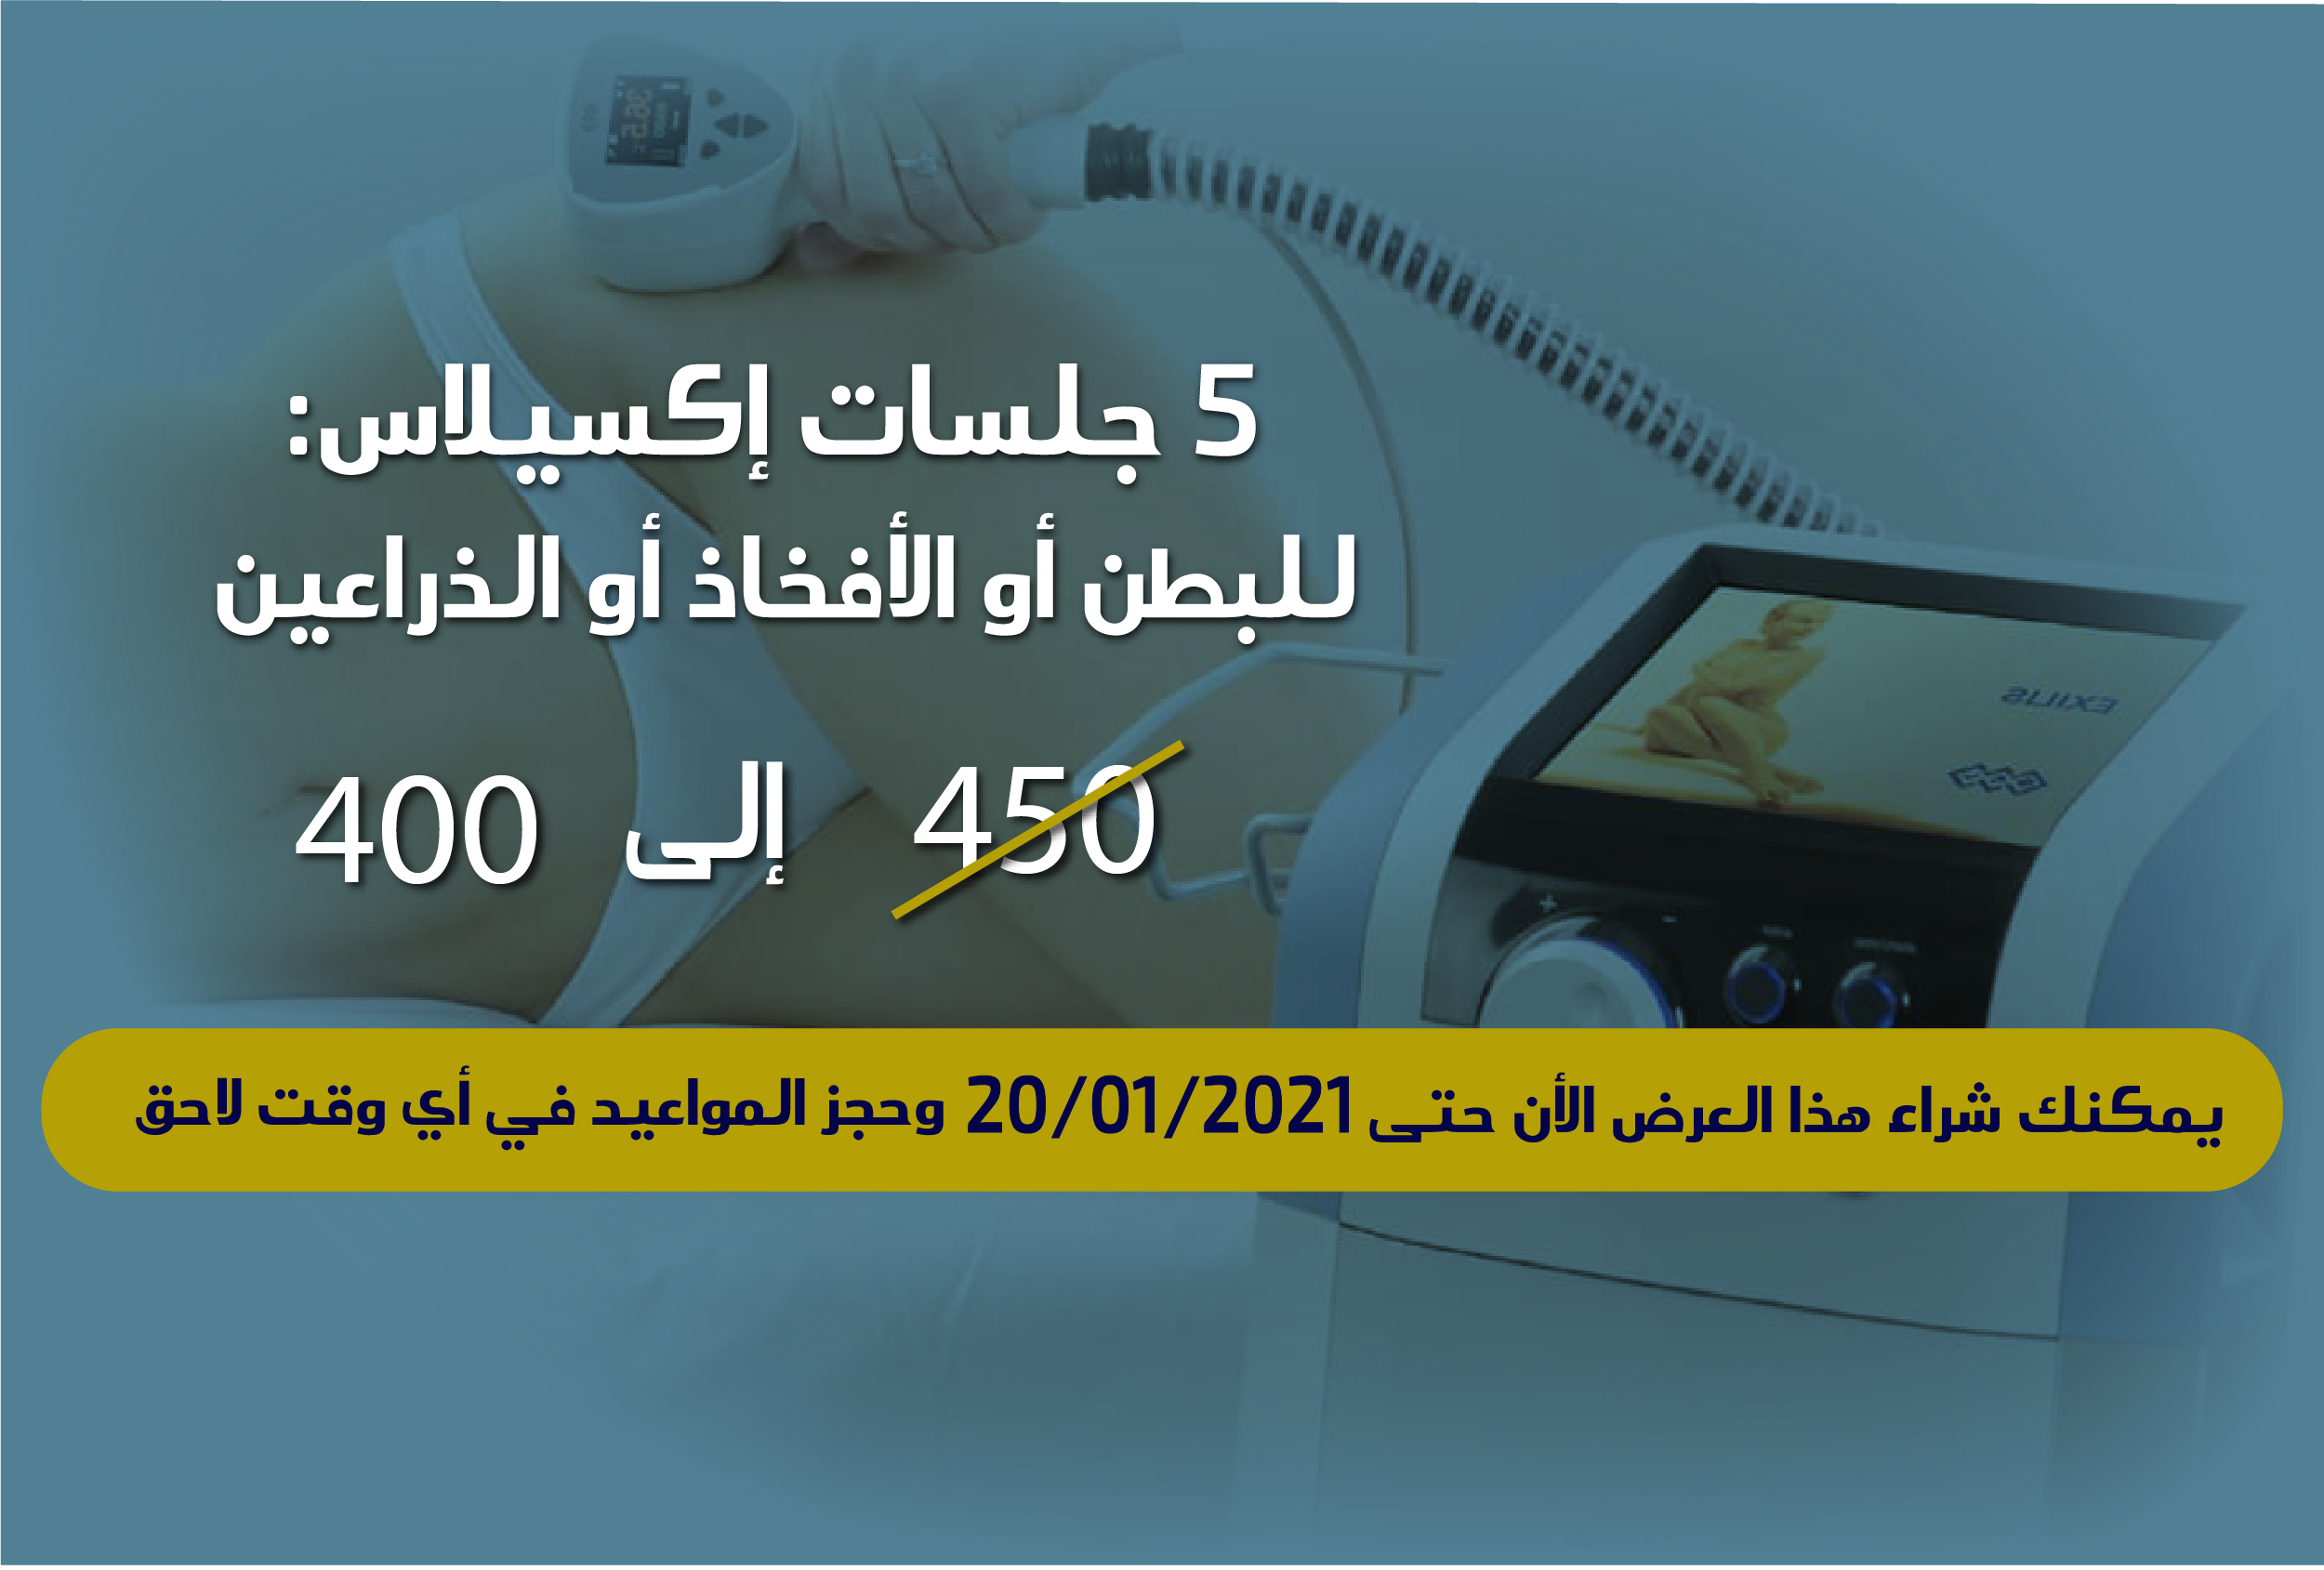 5 جلسات إكسيلاس:
للبطن أو الأفخاذ أو الذراعين
450 إلى 400
يمكنك شراء هذا العرض الأن حتى 20/01/2021 وحجز المواعيد في أي وقت لاحق
EXILIS